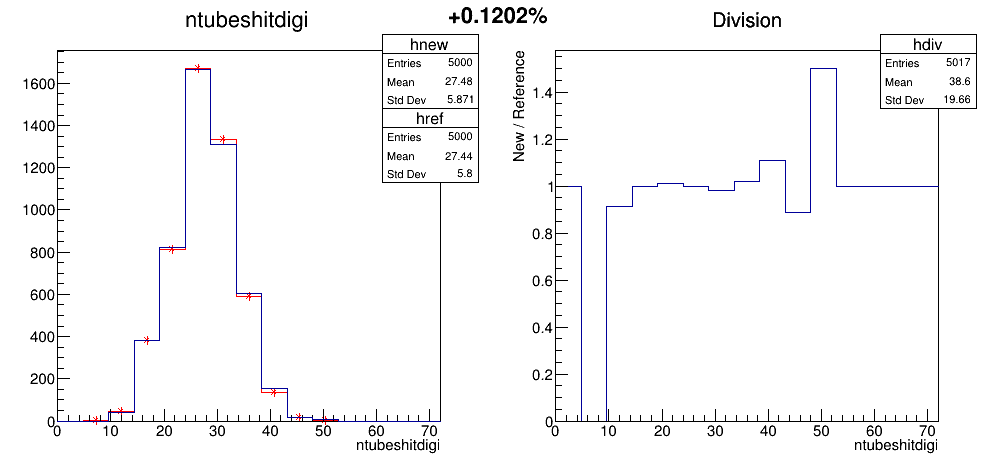 ntubeshitdigi
+0.1202%
Division
hnew
Entries 5000
Mean 27.48
Std Dev 5.871
href
Entries 5000
Mean 27.44
Std Dev 5.8
1600
1400
1200
1000
800
600
400
200
0
0 10 20 30 40 50 60 70
ntubeshitdigi
hdiv
Entries 5017
Mean 38.6
Std Dev 19.66
New / Reference
1.4
1.2
1
0.8
0.6
0.4
0.2
0
0 10 20 30 40 50 60 70
ntubeshitdigi